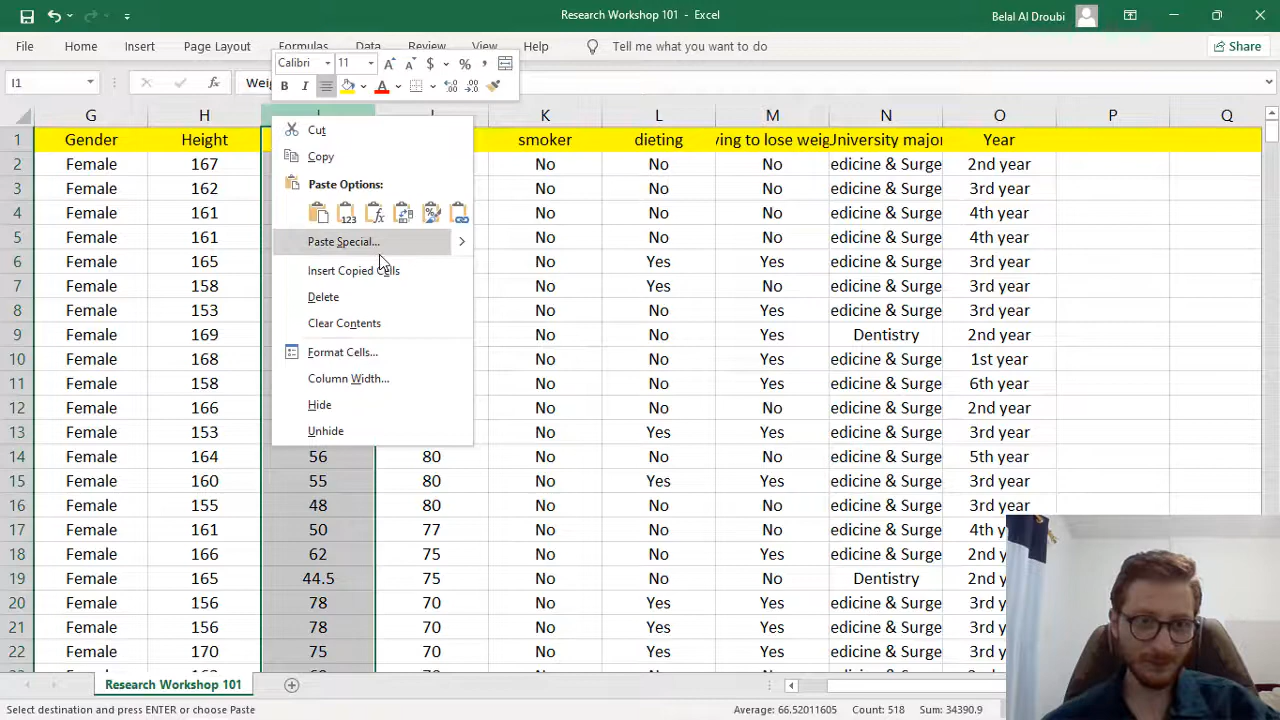 Research Workshop 101 - Excel
Belal Al Droubi
File Home Insert Page Layout Formulas Data Review View Help Tell me what you want to do Share
Calibri 11
I1
G H K L M N O P Q
1 Gender Height smoker dieting ying to lose weig University major Year
2 Female 167 No No No edicine & Surge 2nd year
3 Female 162 No No No edicine & Surge 3rd year
4 Female 161 No No No edicine & Surge 4th year
5 Female 161 No No No edicine & Surge 3rd year
6 Female 165 No Yes Yes edicine & Surge 3rd year
7 Female 158 No Yes No edicine & Surge 3rd year
8 Female 153 No No Yes edicine & Surge 3rd year
9 Female 169 No No Yes Dentistry 2nd year
10 Female 168 No No Yes edicine & Surge 1st year
11 Female 158 No No Yes edicine & Surge 6th year
12 Female 166 No No No edicine & Surge 2nd year
13 Female 153 No Yes Yes edicine & Surge 3rd year
14 Female 164 56 80 No No No edicine & Surge 5th year
15 Female 160 55 80 No Yes Yes edicine & Surge 3rd year
16 Female 155 48 80 No No No edicine & Surge 3rd year
17 Female 161 50 77 No No No edicine & Surge 4th y
18 Female 166 62 75 No No Yes edicine & Surge 2nd
19 Female 165 44.5 75 No No No Dentistry 2nd
20 Female 156 78 70 No Yes Yes edicine & Surge 3rd
21 Female 156 78 70 No Yes Yes edicine & Surge 3rd
22 Female 170 75 70 No Yes Yes edicine & Surge 3rd
Cut
Copy
Paste Options:
Paste Special...
Insert Copied Cells
Delete
Clear Contents
Format Cells...
Column Width...
Hide
Unhide
Research Workshop 101
Select destination and press ENTER or choose Paste Average: 66.52011605 Count: 518 Sum: 34390.9